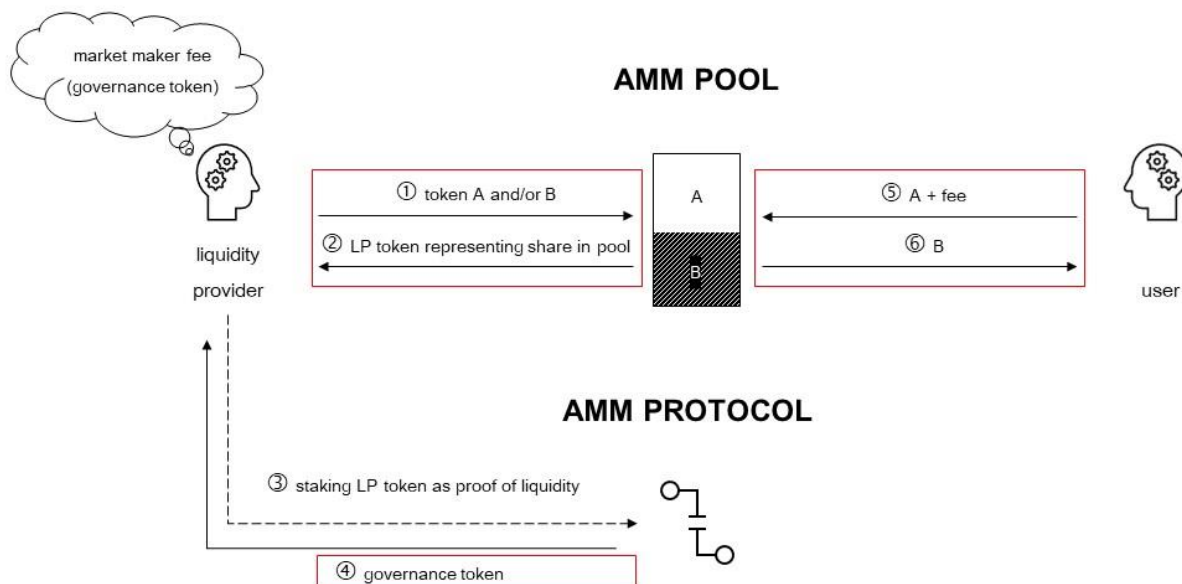 market maker fee
(governance token)
AMM POOL
① token A and/or B
② LP token representing share in pool
A
B
⑤ A + fee
⑥ B
liquidity
provider
user
AMM PROTOCOL
③ staking LP token as proof of liquidity
④ governance token